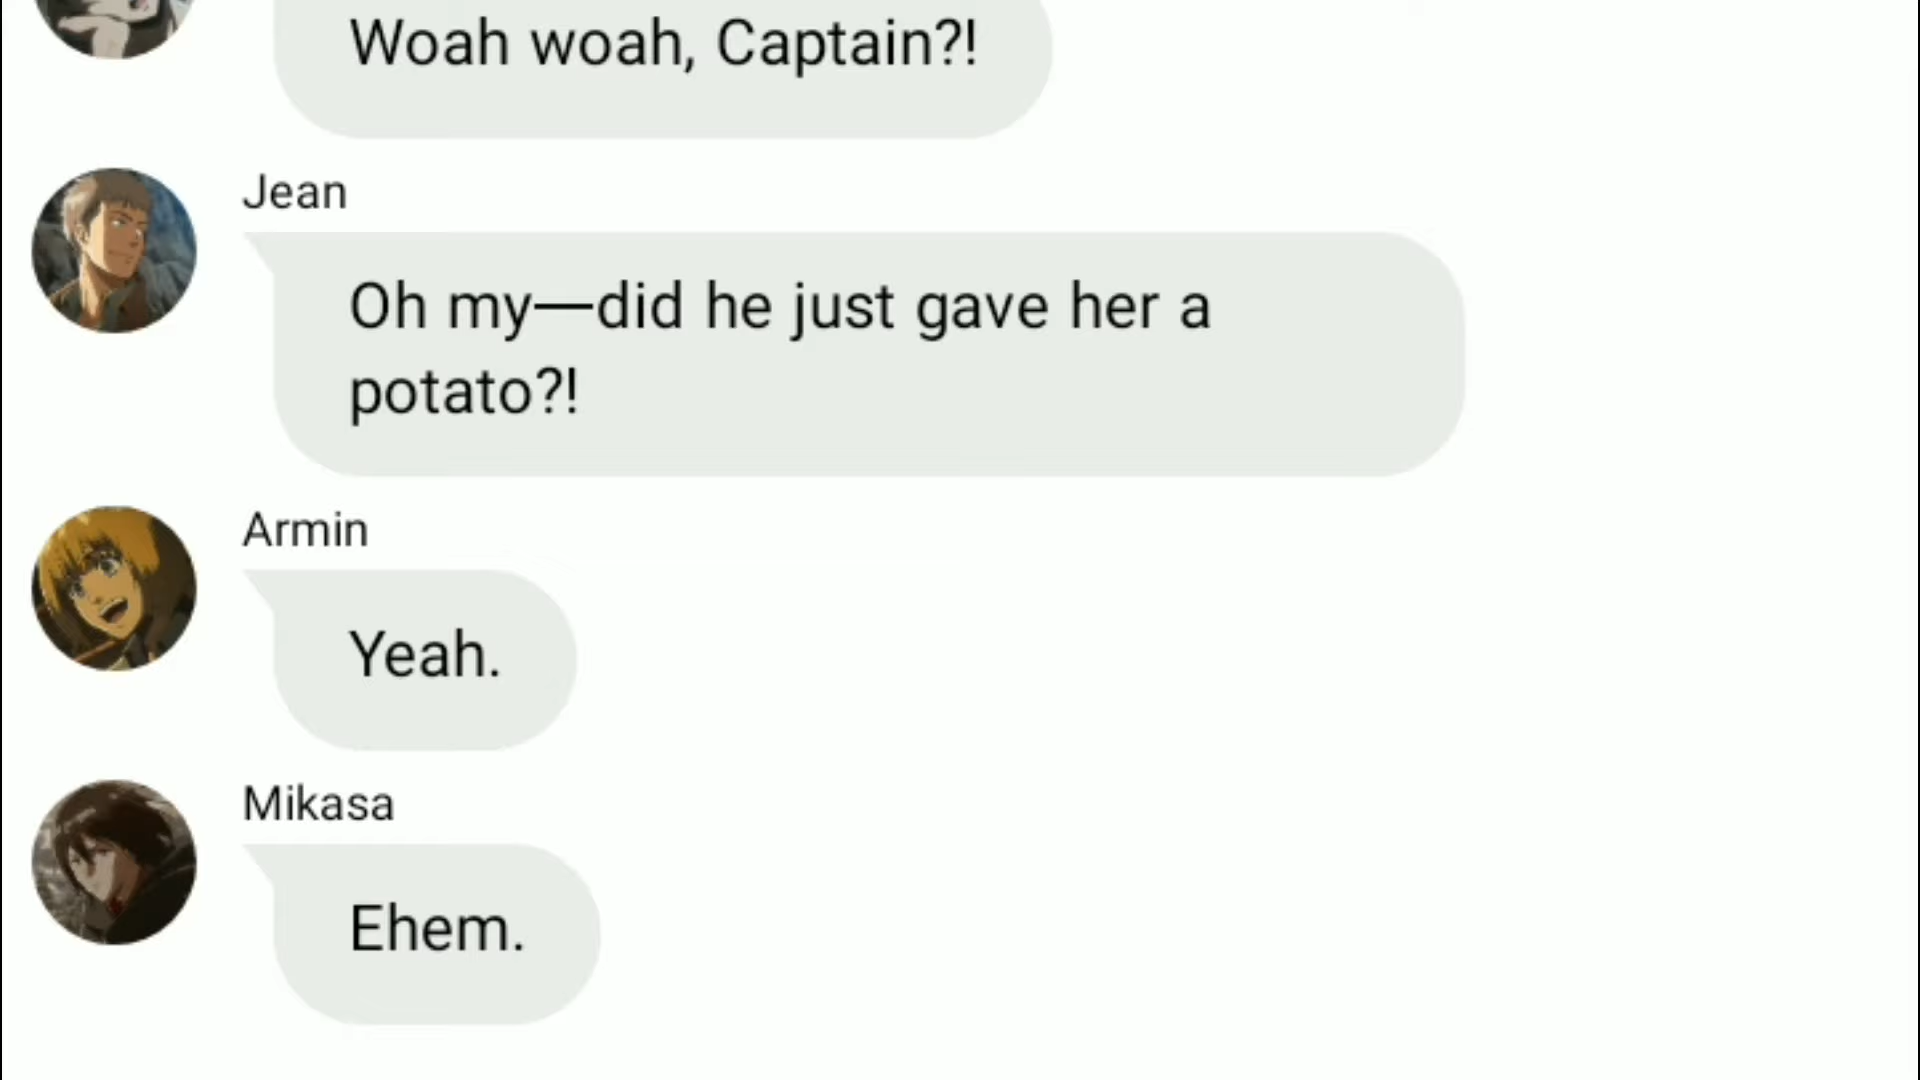 Woah woah, Captain?!
Jean
Oh my—did he just gave her a
potato?!
Armin
Yeah.
Mikasa
Ehem.